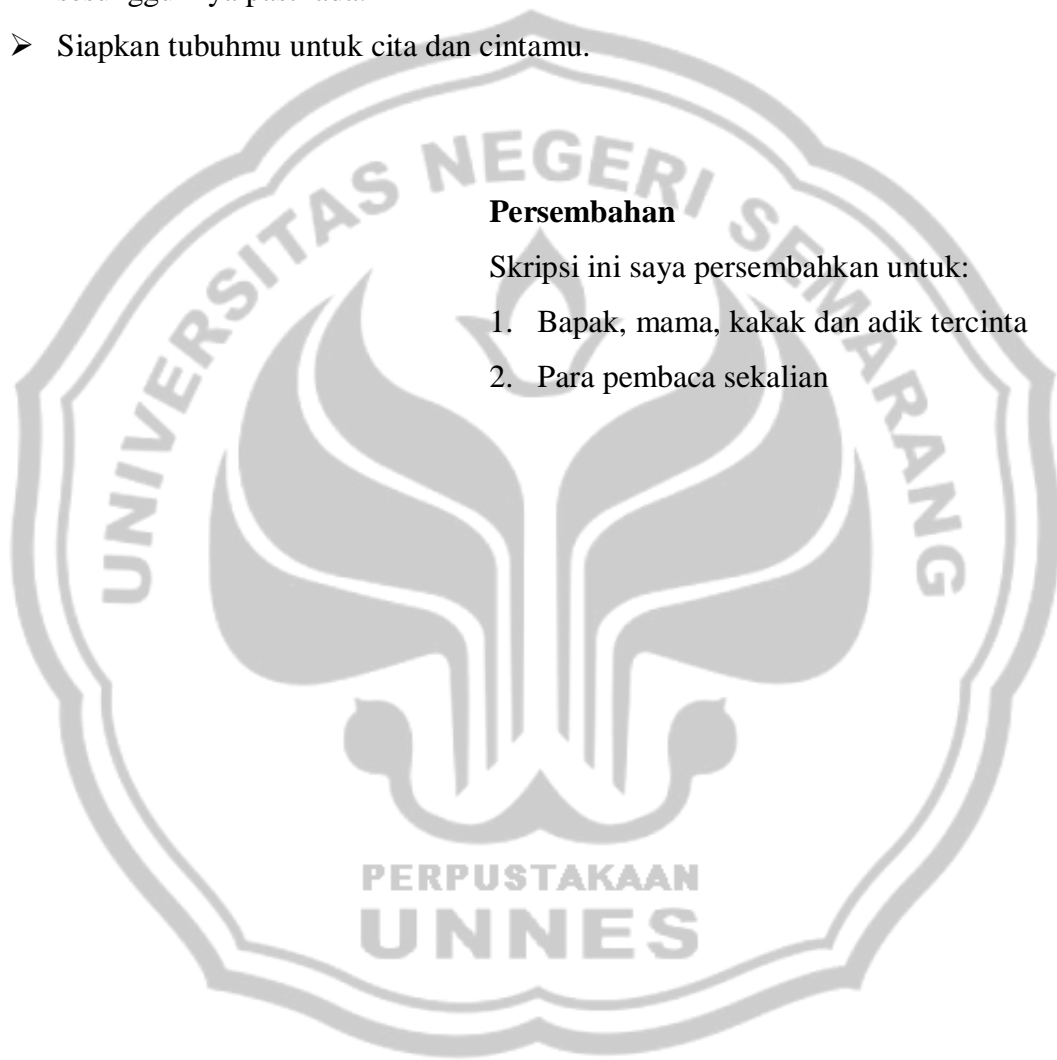 ➢ Siapkan tubuhmu untuk cita dan cintamu.
UNIVERSITAS NEGERI SEMARANG
Persembahan
Skripsi ini saya persembahkan untuk:
1. Bapak, mama, kakak dan adik tercinta
2. Para pembaca sekalian
PERPUSTAKAAN
UNNES